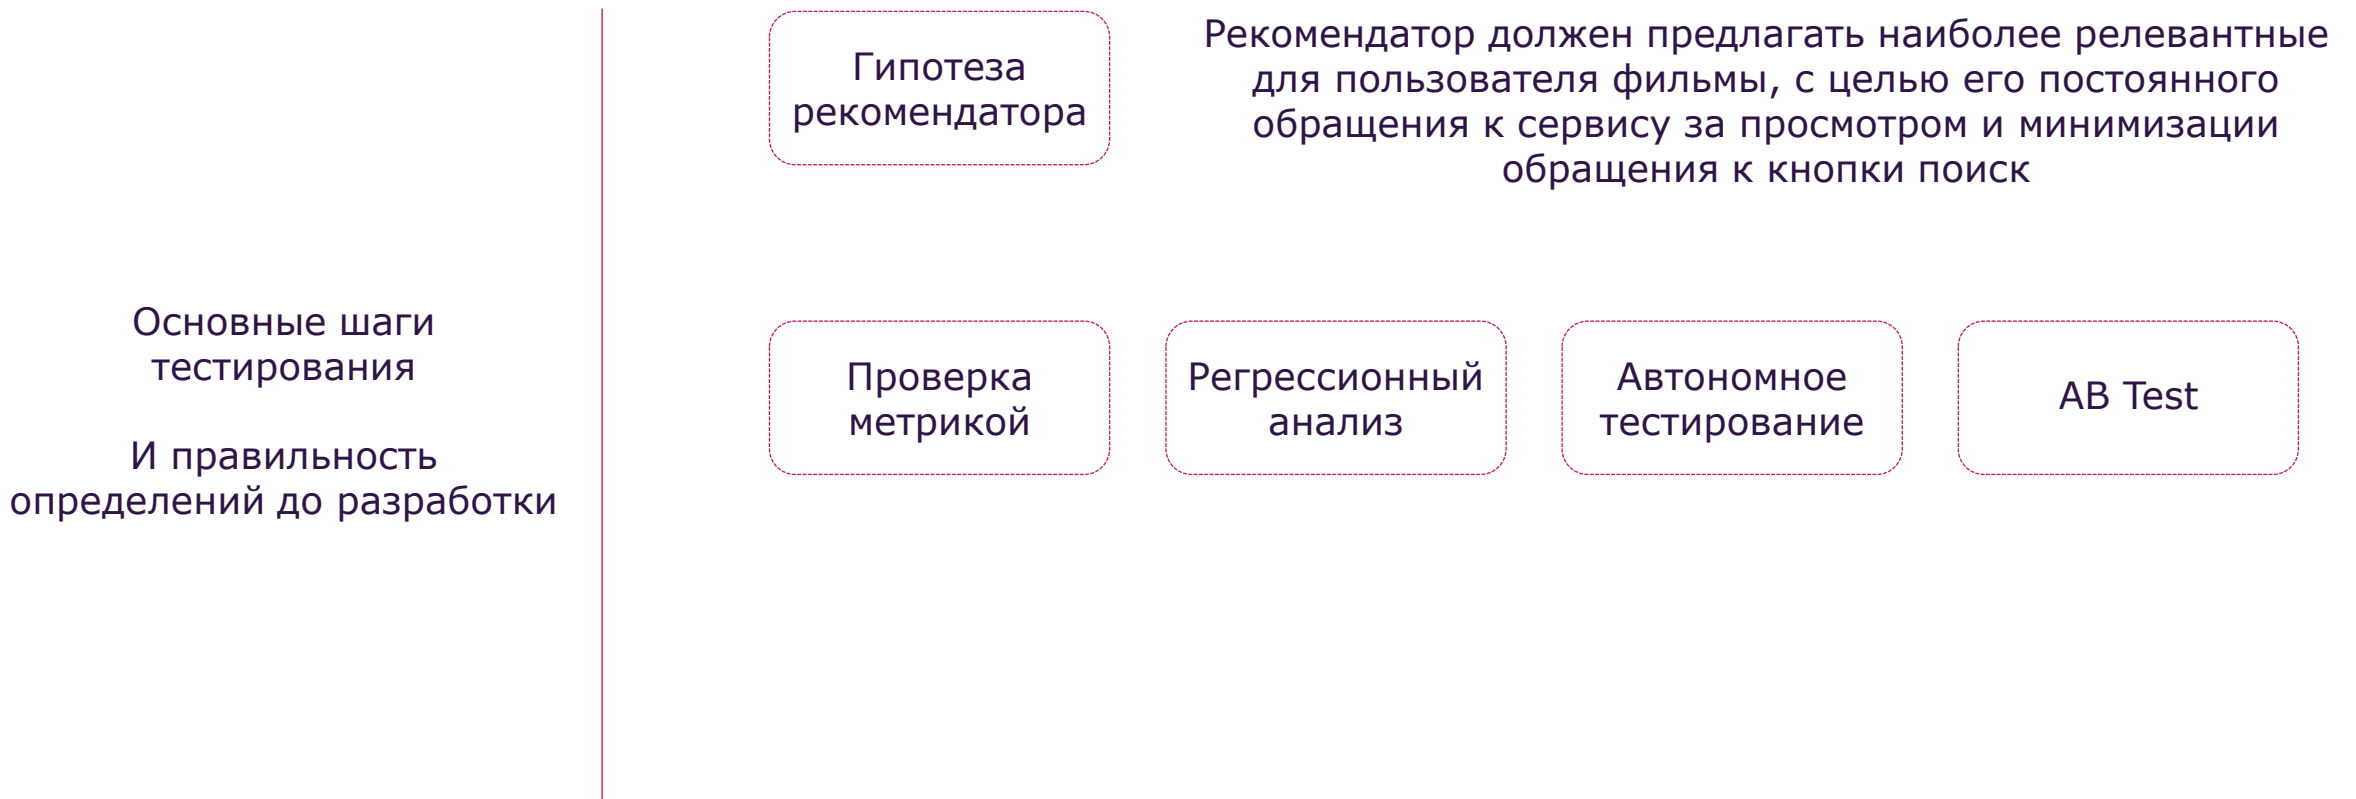 Основные шаги
тестирования
И правильность
определений до разработки
Гипотеза
рекомендатора
Рекомендатор должен предлагать наиболее релевантные
для пользователя фильмы, с целью его постоянного
обращения к сервису за просмотром и минимизации
обращения к кнопки поиск
Проверка
метрикой
Регрессионный
анализ
Автономное
тестирование
AB Test